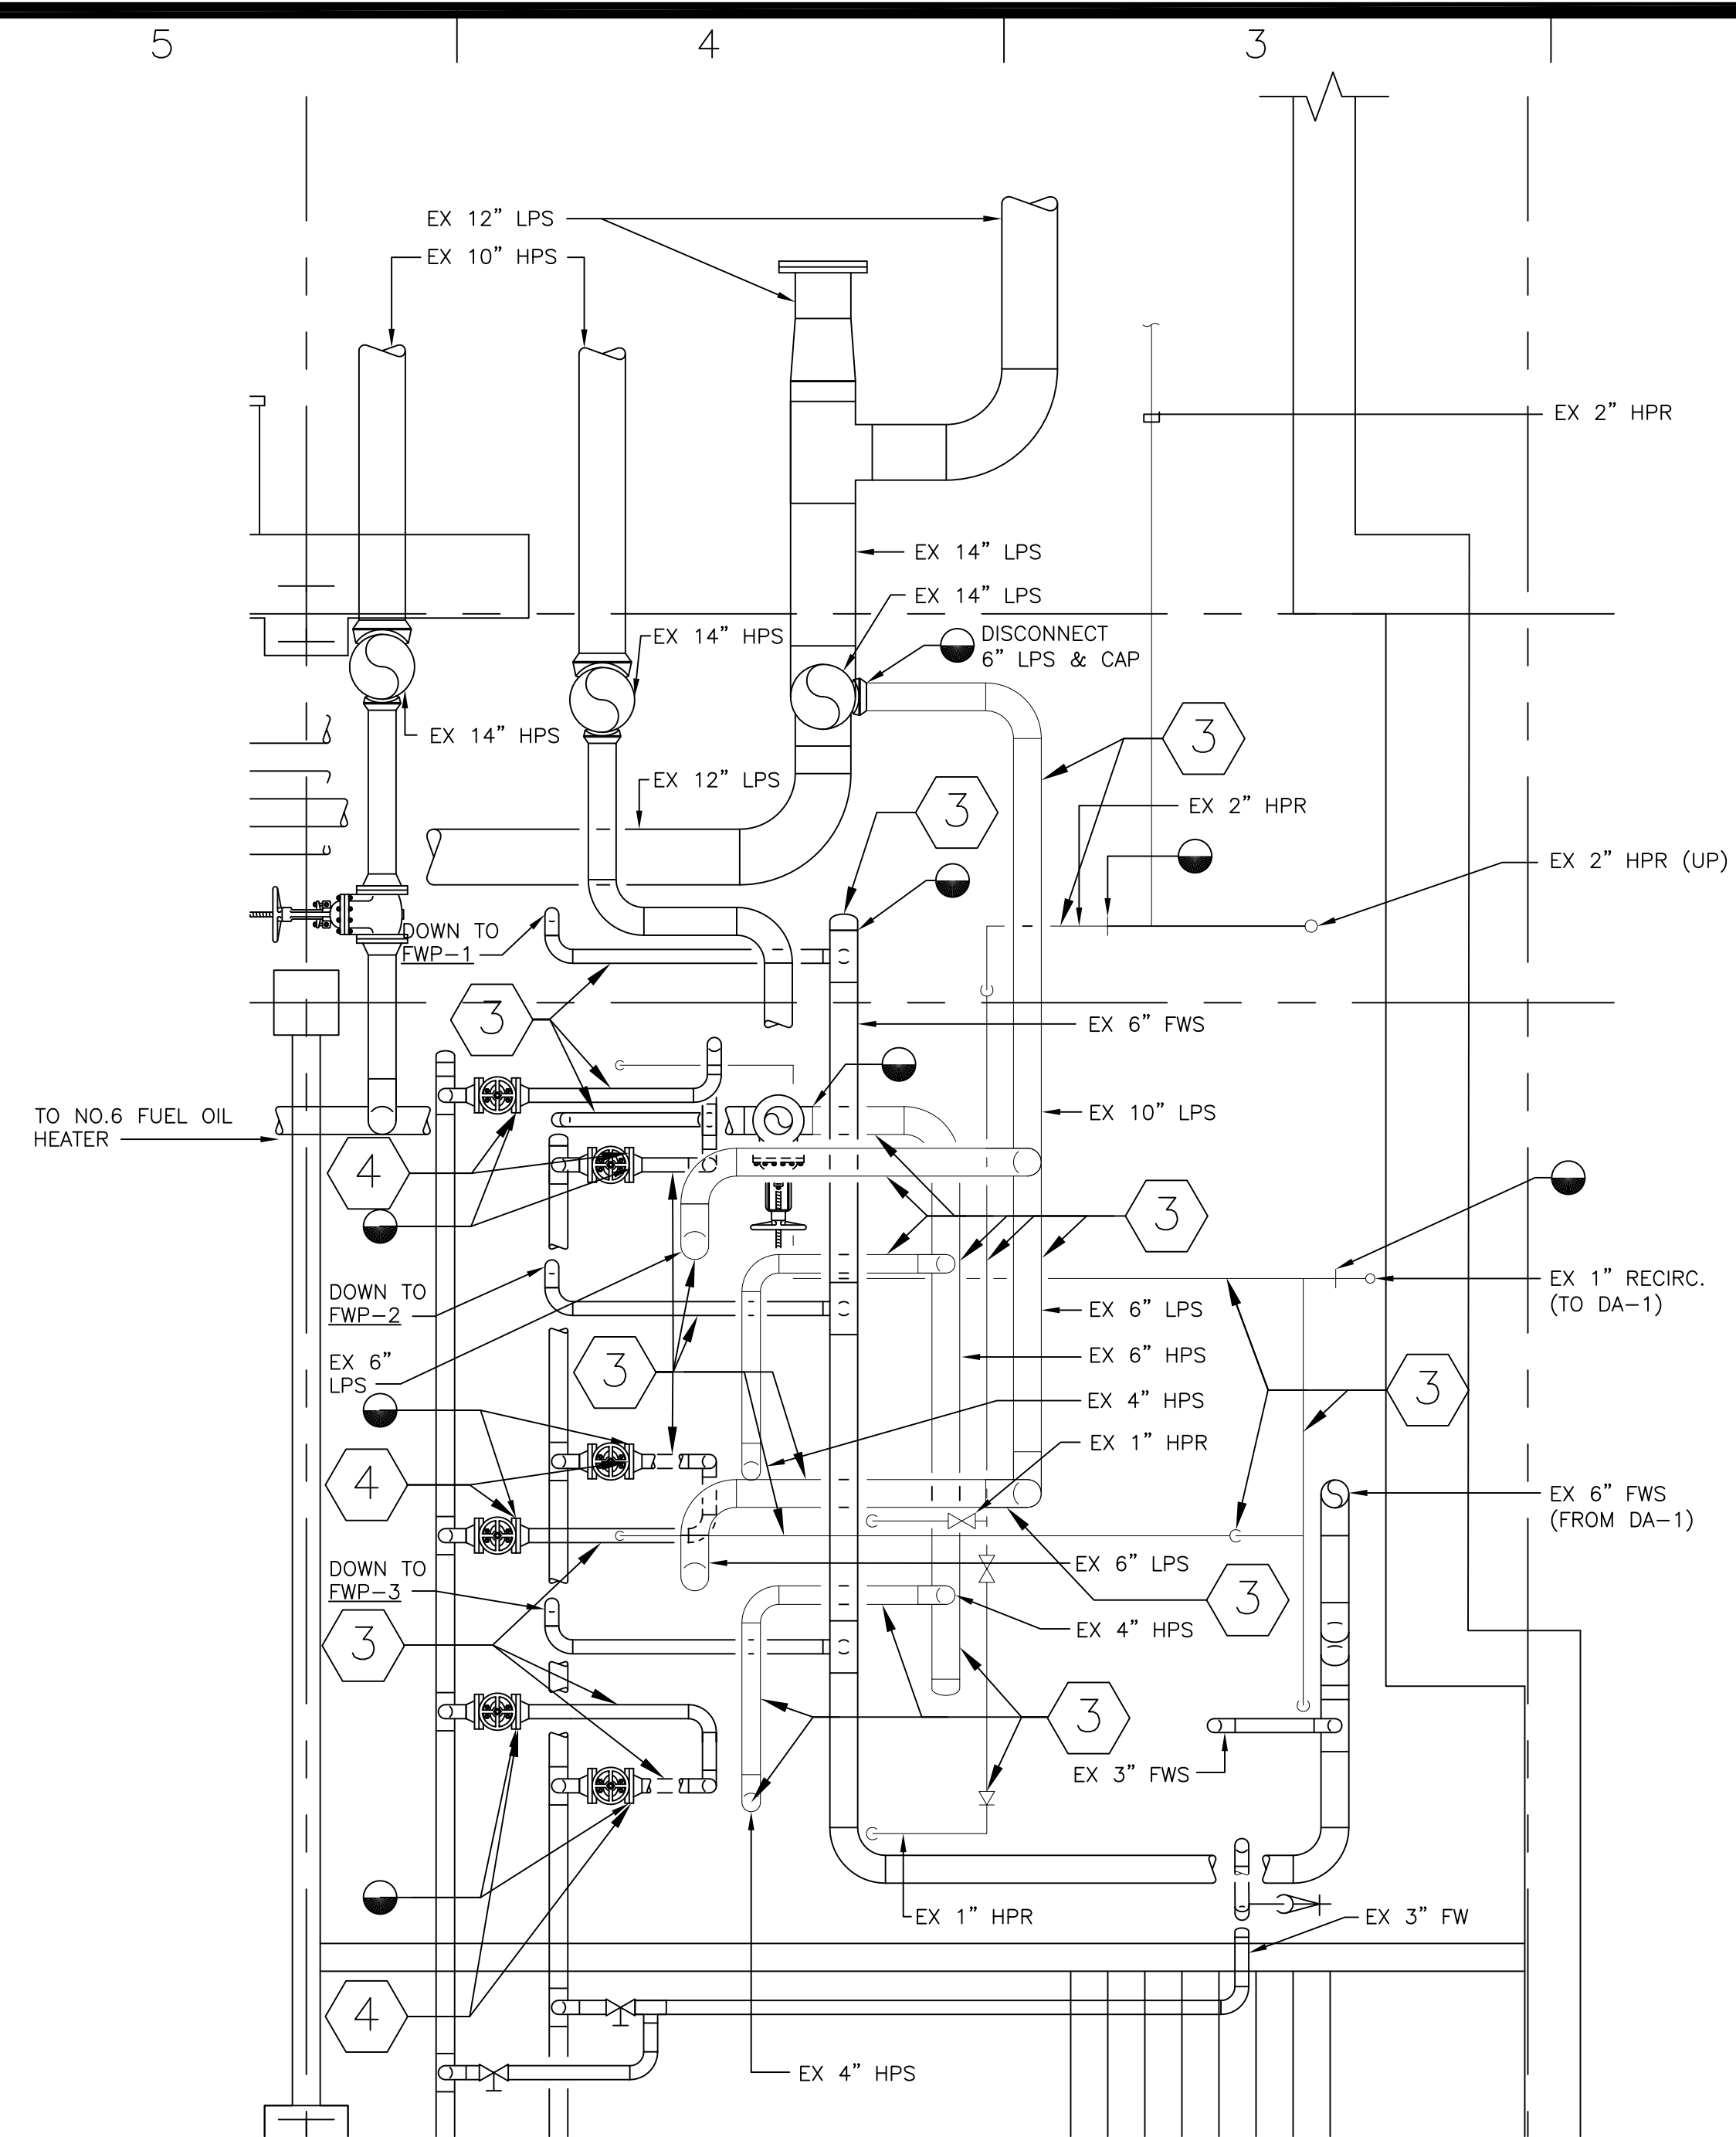 5
4
3
EX 12” LPS
EX 10” HPS
EX 2” HPR
EX 14” LPS
EX 14” LPS
EX 14” HPS
DISCONNECT
6” LPS & CAP
EX 14” HPS
3
EX 12” LPS
3
EX 2” HPR
EX 2” HPR (UP)
DOWN TO
FWP-1
3
EX 6” FWS
TO NO.6 FUEL OIL
HEATER
EX 10” LPS
4
3
DOWN TO
FWP-2
EX 1” RECIRC.
(TO DA-1)
EX 6” LPS
EX 6”
LPS
EX 6” HPS
3
3
EX 4” HPS
EX 1” HPR
4
EX 6” FWS
(FROM DA-1)
DOWN TO
FWP-3
EX 6” LPS
3
EX 4” HPS
3
3
EX 3” FWS
EX 1” HPR
EX 3” FW
4
EX 4” HPS